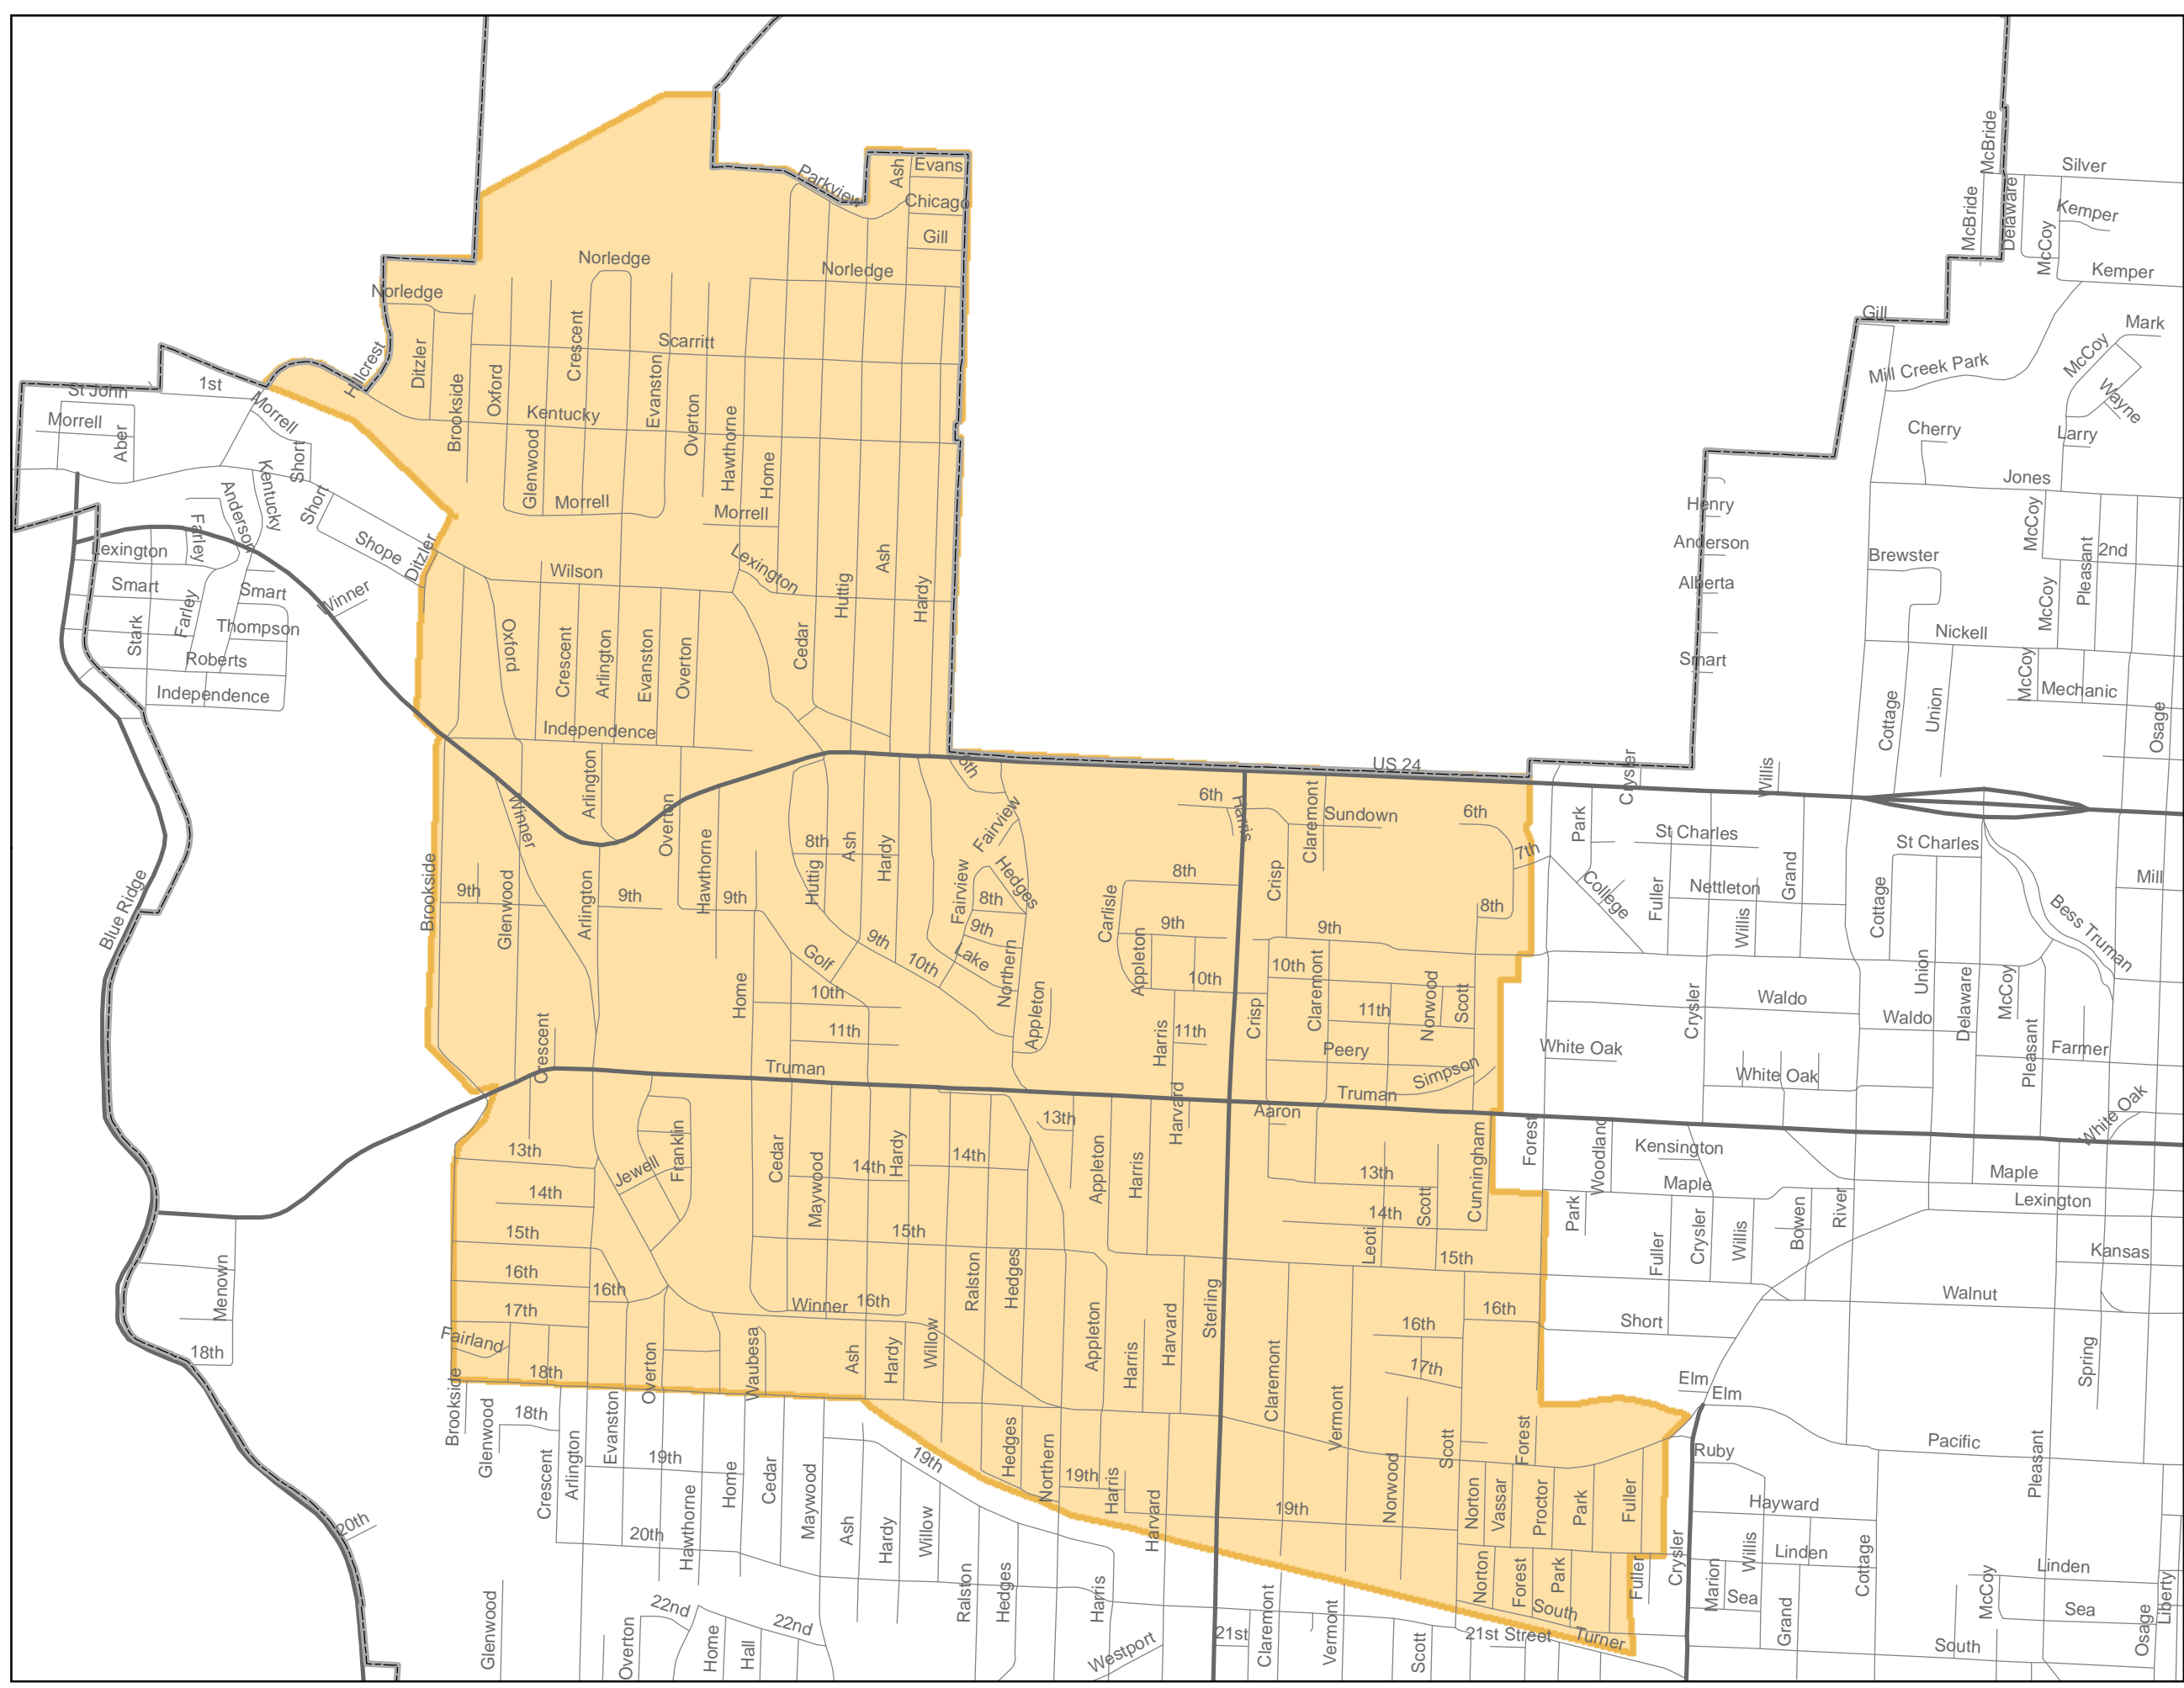 McBride
Silver
Parkview
Ash
Evans
McBride
Delaware
Kemper
Chicago
McCoy
Gill
Norledge
Norledge
Kemper
Norledge
Gill
Mark
Hillcrest
Ditzler
Crescent
Scarritt
McCoy
Mill Creek Park
1st
St John
Oxford
Evanston
Wayne
Morrell
Morrell
Brookside
Kentucky
Overton
Hawthorne
Cherry
Larry
Aber
Short
Glenwood
Home
Kentucky
Jones
Anderson
Short
Morrell
Morrell
Henry
McCoy
Farley
Shope
Ditzler
Lexington
Anderson
Lexington
Ash
Brewster
Pleasant
2nd
Smart
Smart
Winner
Wilson
Huttig
Hardy
Alberta
McCoy
Farley
Stark
Thompson
Oxford
Crescent
Arlington
Evanston
Overton
Cedar
Nickell
Roberts
Smart
McCoy
Independence
Mechanic
Independence
Cottage
Union
Osage
US 24
Arlington
Crysler
Willis
Winner
Overton
6th
Harris
Claremont
Sundown
6th
Fairview
Park
St Charles
St Charles
8th
Ash
Hardy
7th
Brookside
Glenwood
9th
Arlington
9th
Hawthorne
9th
Huttig
Fairview
Hedges
8th
Carlisle
8th
Crisp
8th
College
Fuller
Nettleton
Grand
Mill
Blue Ridge
Willis
Cottage
Bess Truman
9th
9th
9th
9th
Golf
10th
Lake
Northern
Appleton
10th
10th
Claremont
Norwood
Scott
Union
Delaware
McCoy
Home
10th
Crisp
11th
Crysler
Waldo
Waldo
Crescent
11th
Appleton
Harris
11th
Peery
White Oak
Pleasant
Farmer
Truman
Simpson
White Oak
Truman
Harvard
Aaron
13th
Cunningham
Forest
Woodland
Kensington
White Oak
13th
Franklin
Cedar
Hardy
14th
14th
Jewell
Maywood
Appleton
Harris
13th
Scott
Maple
Maple
14th
14th
Park
Bowen
River
Lexington
15th
15th
Leoti
15th
Fuller
Crysler
Willis
Kansas
Menown
16th
16th
Ralston
Hedges
Winner
16th
Sterling
16th
Walnut
17th
Fairland
Waubesa
Willow
Appleton
Harvard
16th
Short
18th
18th
Overton
Ash
Hardy
Harris
Claremont
17th
Spring
Brookside
Glenwood
18th
Evanston
Vermont
Elm
Elm
Crescent
Arlington
19th
Home
Cedar
Maywood
19th
Hedges
Northern
19th
Harris
Scott
Forest
Ruby
Pacific
Pleasant
20th
20th
Hawthorne
Ash
Hardy
Willow
Harvard
19th
Norwood
Norton
Vassar
Proctor
Park
Fuller
Hayward
Crysler
Willis
Linden
Cottage
Linden
Glenwood
Ralston
Hedges
Harris
Claremont
Vermont
Norton
Forest
Park
Fuller
Marion
Sea
McCoy
Sea
Liberty
22nd
22nd
South
Grand
Osage
Overton
Home
Hall
Westport
21st
Scott
21st Street
Turner
South